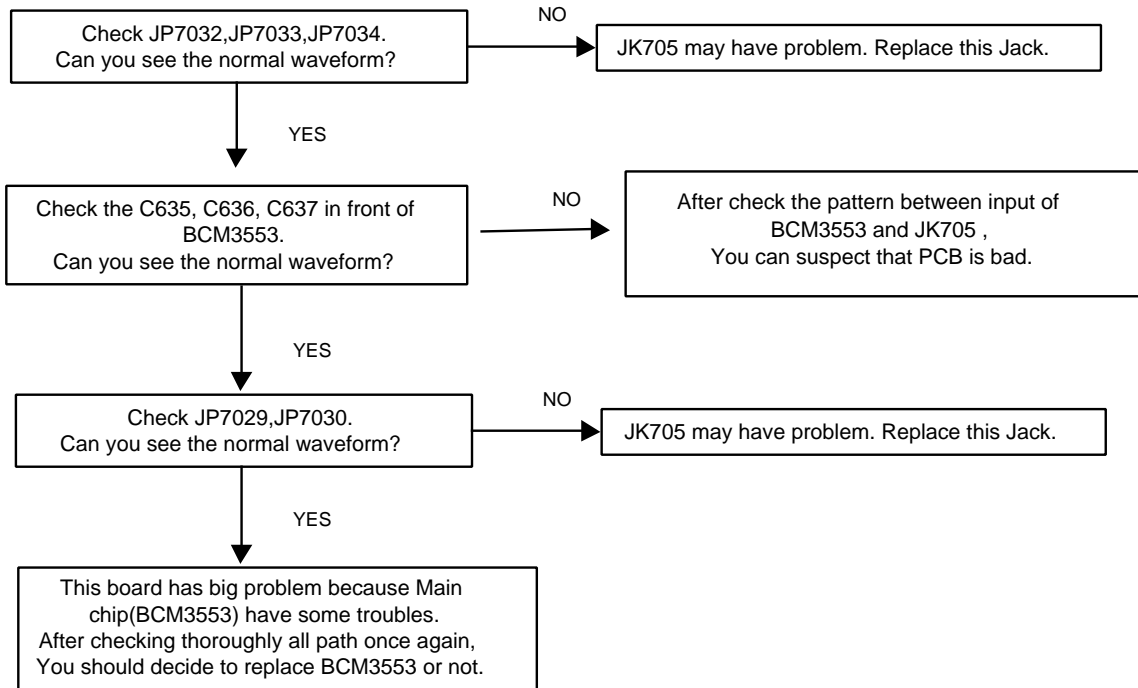 Check JP7032,JP7033,JP7034.
Can you see the normal waveform?
NO
JK705 may have problem. Replace this Jack.
YES
Check the C635, C636, C637 in front of
BCM3553.
Can you see the normal waveform?
NO
After check the pattern between input of
BCM3553 and JK705 ,
You can suspect that PCB is bad.
YES
Check JP7029,JP7030.
Can you see the normal waveform?
NO
JK705 may have problem. Replace this Jack.
YES
This board has big problem because Main
chip(BCM3553) have some troubles.
After checking thoroughly all path once again,
You should decide to replace BCM3553 or not.